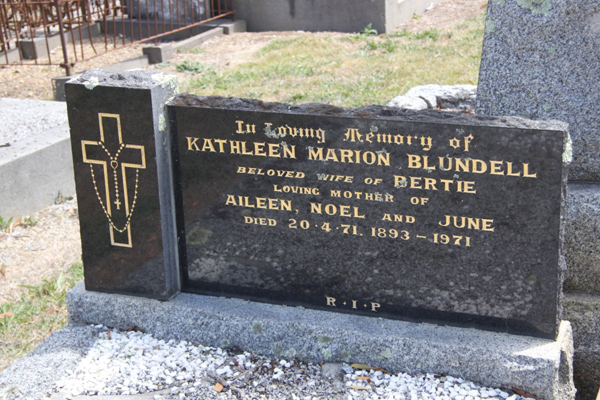 In Loving Memory of
KATHLEEN MARION BLUNDELL
BELOVED WIFE OF BERTIE
LOVING MOTHER OF
AILEEN, NOEL AND JUNE
DIED 20·4·71. 1893 – 1971
R·I·P